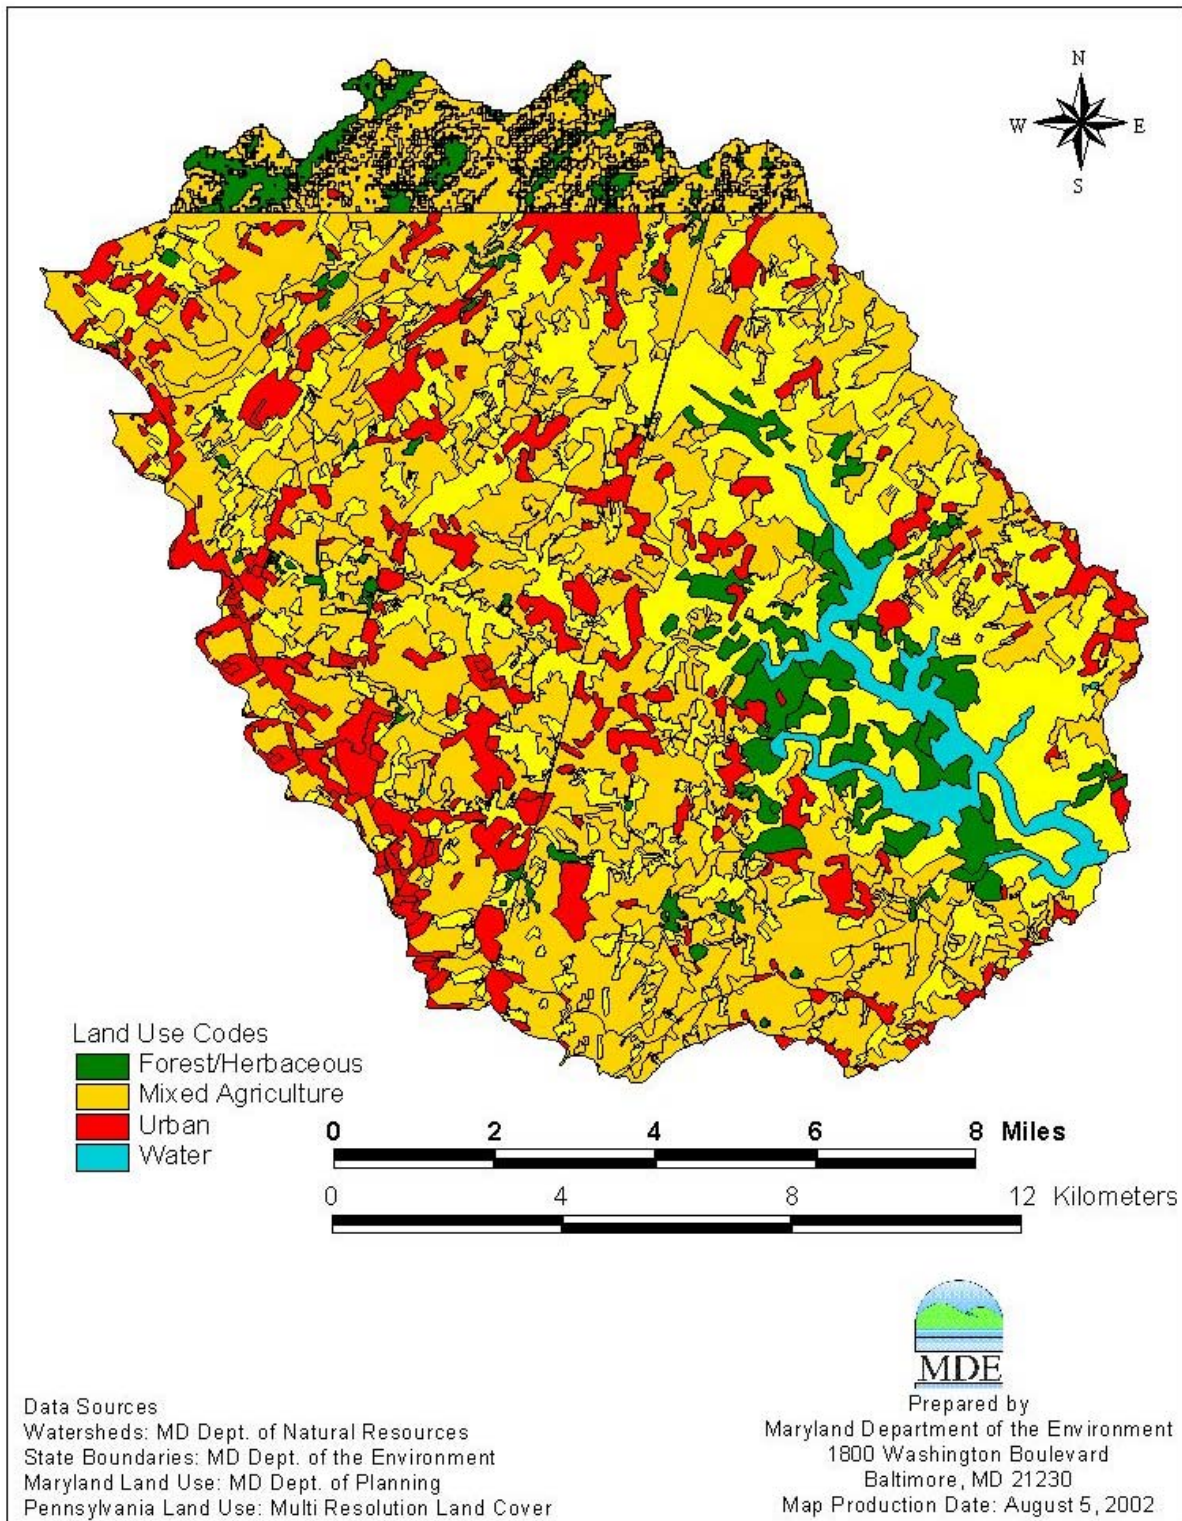 N
W E
S
Land Use Codes
Forest/Herbaceous
Mixed Agriculture
Urban
Water
0 2 4 6 8 Miles
0 4 8 12 Kilometers
MDE
Data Sources
Watersheds: MD Dept. of Natural Resources
State Boundaries: MD Dept. of the Environment
Maryland Land Use: MD Dept. of Planning
Pennsylvania Land Use: Multi Resolution Land Cover
Prepared by
Maryland Department of the Environment
1800 Washington Boulevard
Baltimore, MD 21230
Map Production Date: August 5, 2002